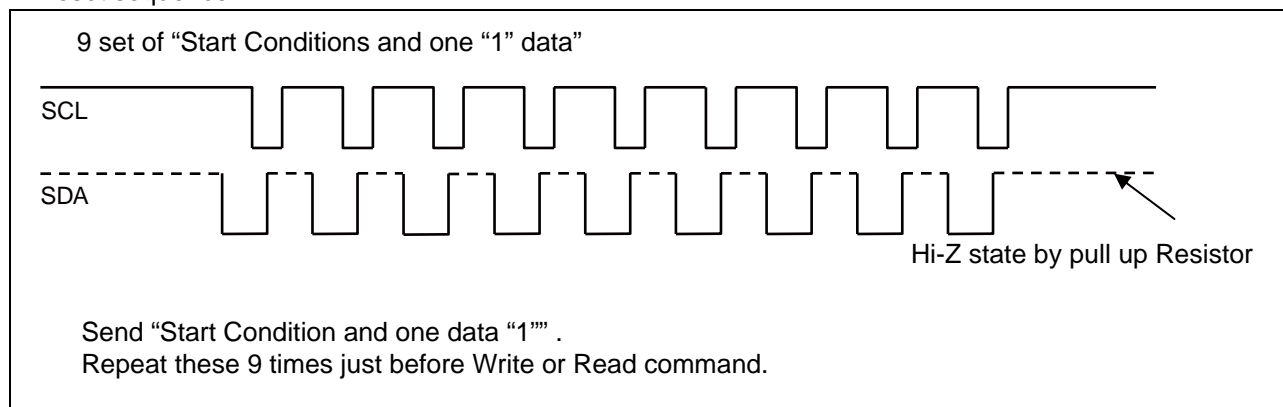 9 set of “Start Conditions and one “1” data”
SCL
SDA
Hi-Z state by pull up Resistor
Send “Start Condition and one data “1”” .
Repeat these 9 times just before Write or Read command.